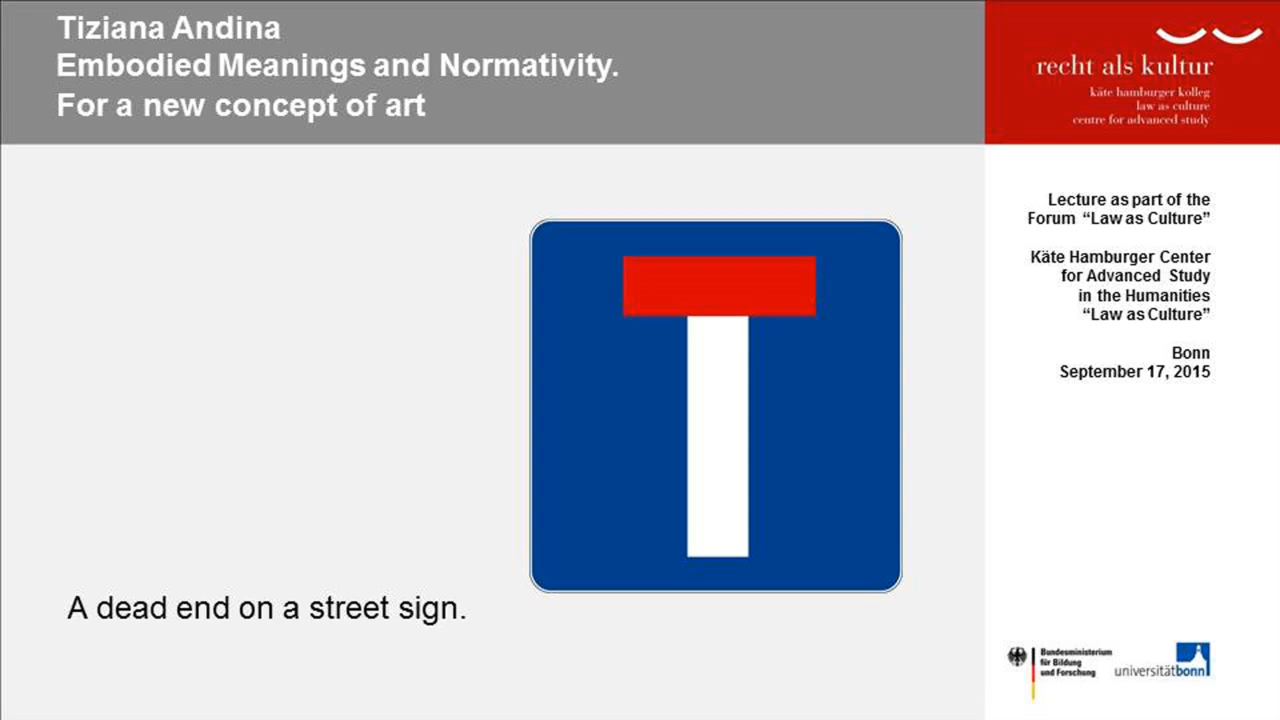 Tiziana Andina
Embodied Meanings and Normativity.
For a new concept of art
recht als kultur
käte hamburger kolleg
law as culture
centre for advanced study
Lecture as part of the
Forum “Law as Culture”
Käte Hamburger Center
for Advanced Study
in the Humanities
“Law as Culture”
Bonn
September 17, 2015
A dead end on a street sign.
Bundesministerium
für Bildung
und Forschung
universitätbonn